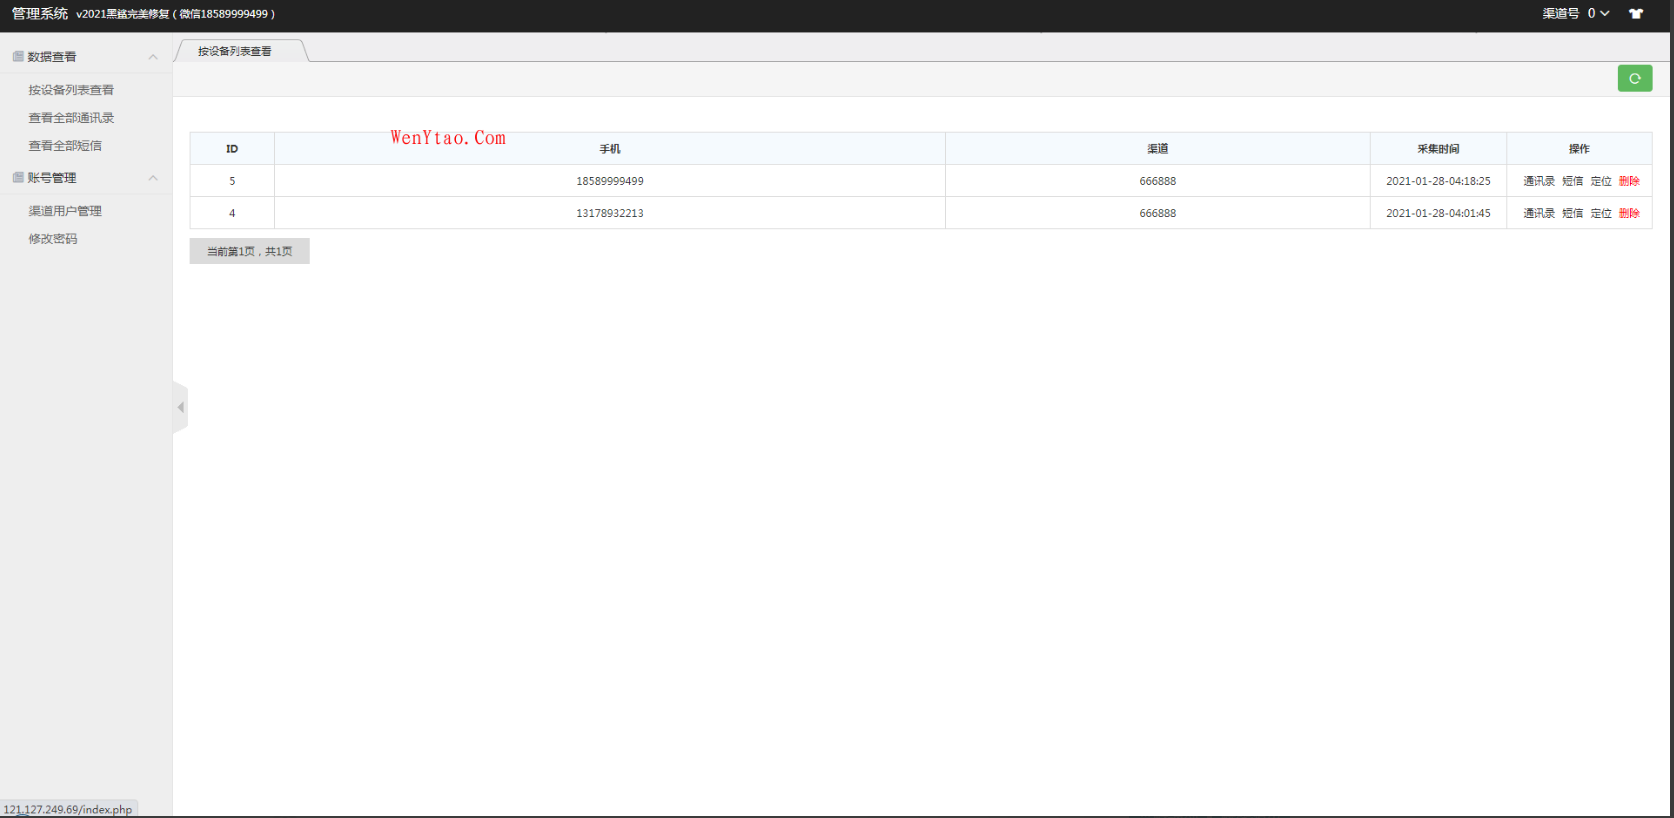 管理系统 v2021黑鲨完美修复（微信18589999499）
渠道号 0
数据查看
按设备列表查看
查看全部通讯录
查看全部短信
账号管理
渠道用户管理
修改密码
按设备列表查看
WenYtao.Com
ID 手机 渠道 采集时间 操作
5 18589999499 666888 2021-01-28-04:18:25 通讯录 短信 定位 删除
4 13178932213 666888 2021-01-28-04:01:45 通讯录 短信 定位 删除
当前第1页，共1页
121.127.249.69/index.php